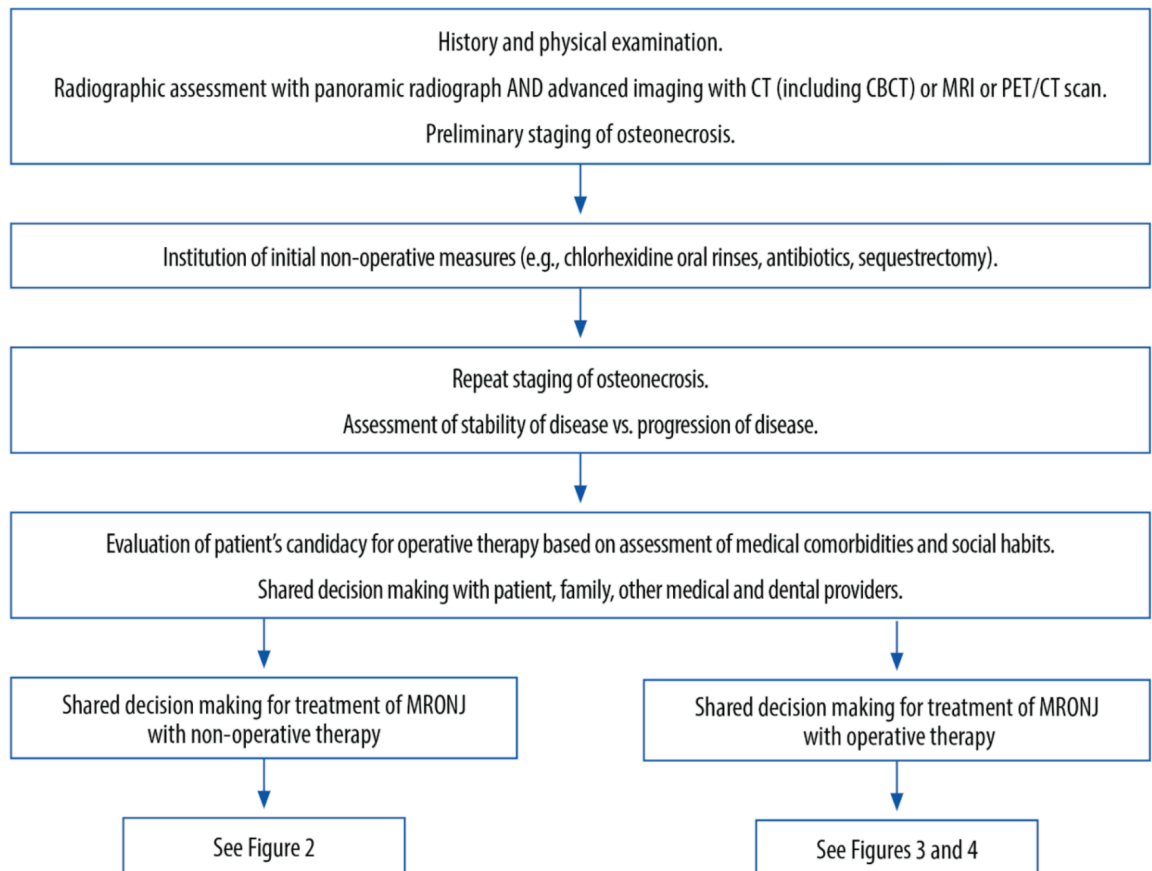 History and physical examination.
Radiographic assessment with panoramic radiograph AND advanced imaging with CT (including CBCT) or MRI or PET/CT scan.
Preliminary staging of osteonecrosis.
Institution of initial non-operative measures (e.g., chlorhexidine oral rinses, antibiotics, sequestrectomy).
Repeat staging of osteonecrosis.
Assessment of stability of disease vs. progression of disease.
Evaluation of patient’s candidacy for operative therapy based on assessment of medical comorbidities and social habits.
Shared decision making with patient, family, other medical and dental providers.
Shared decision making for treatment of MRONJ
with non-operative therapy
Shared decision making for treatment of MRONJ
with operative therapy
See Figure 2
See Figures 3 and 4